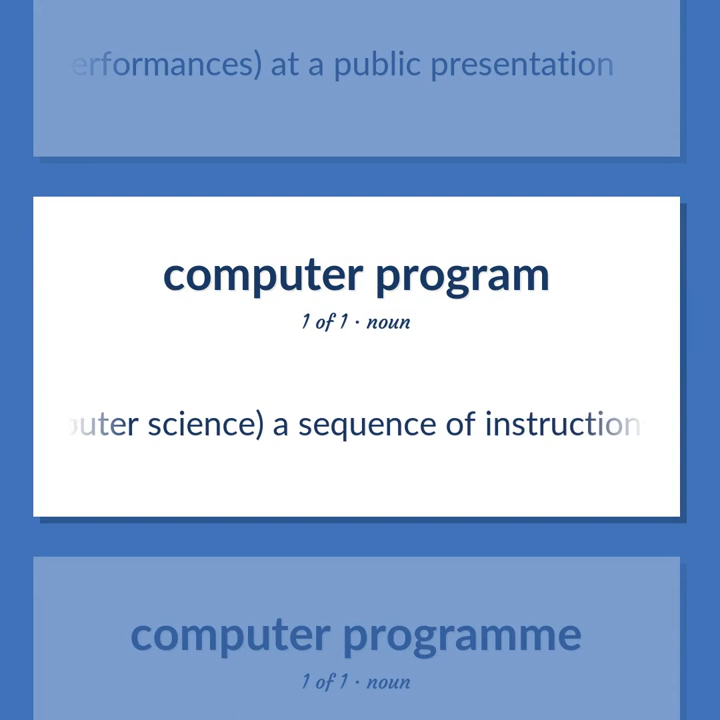 erformances) at a public presentation
computer program
1 of 1 · noun
uter science) a sequence of instruction
computer programme
1 of 1 · noun